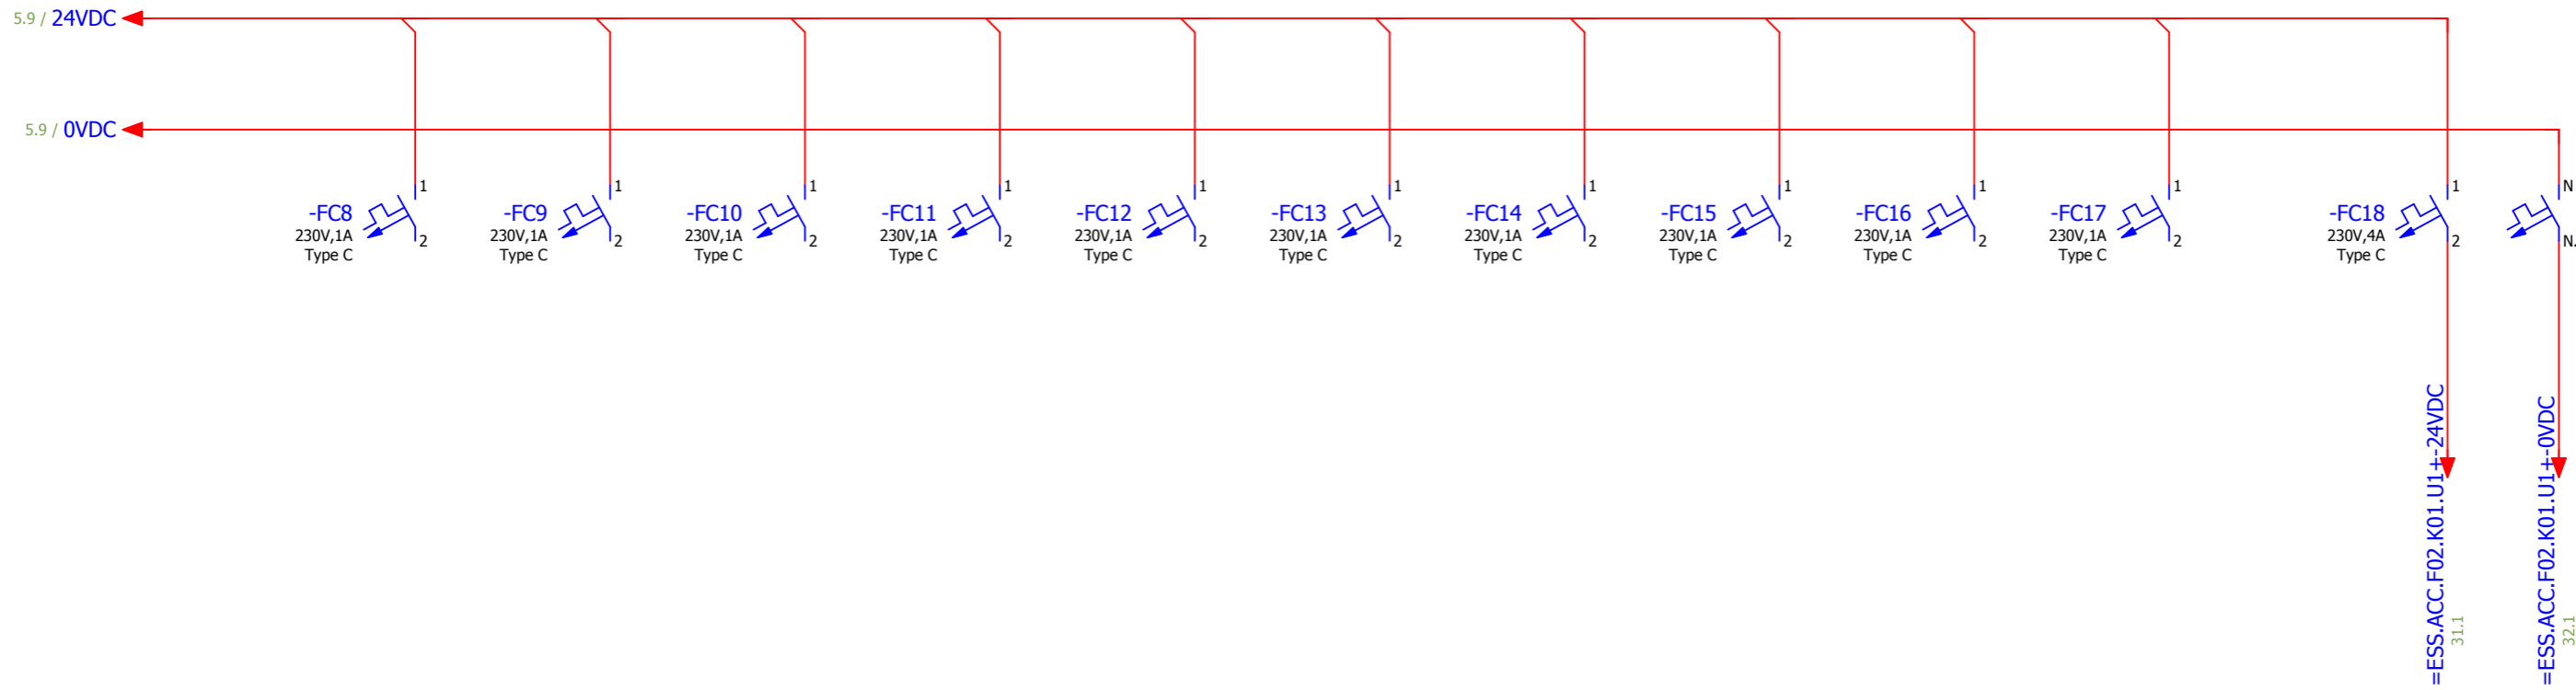 5.9 / 24VDC
5.9 / 0VDC
-FC8
230V,1A
Type C
1
2
-FC9
230V,1A
Type C
1
2
-FC10
230V,1A
Type C
1
2
-FC11
230V,1A
Type C
1
2
-FC12
230V,1A
Type C
1
2
-FC13
230V,1A
Type C
1
2
-FC14
230V,1A
Type C
1
2
-FC15
230V,1A
Type C
1
2
-FC16
230V,1A
Type C
1
2
-FC17
230V,1A
Type C
1
2
-FC18
230V,4A
Type C
1
2
N
N.
=ESS.ACC.F02.K01.U1+-24VDC
31.1
=ESS.ACC.F02.K01.U1+-0VDC
32.1